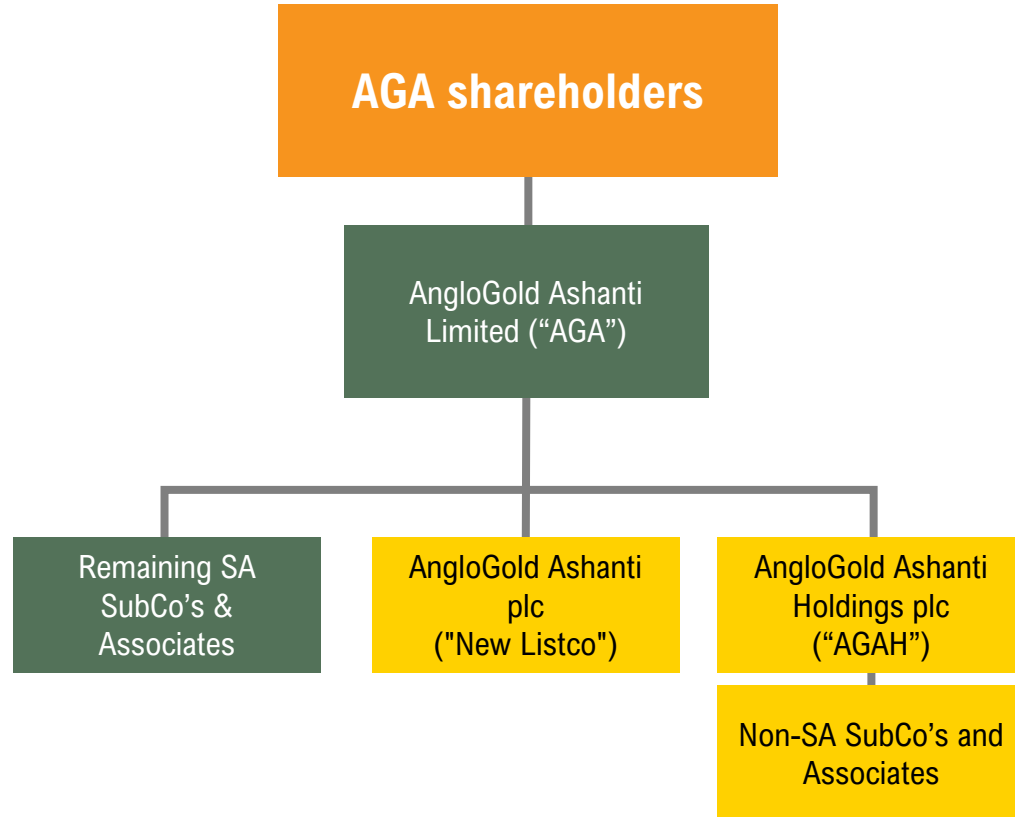 AGA shareholders
AngloGold Ashanti
Limited (“AGA”)
Remaining SA
SubCo’s &
Associates
AngloGold Ashanti
plc
("New Listco")
AngloGold Ashanti
Holdings plc
(“AGAH”)
Non-SA SubCo’s and
Associates